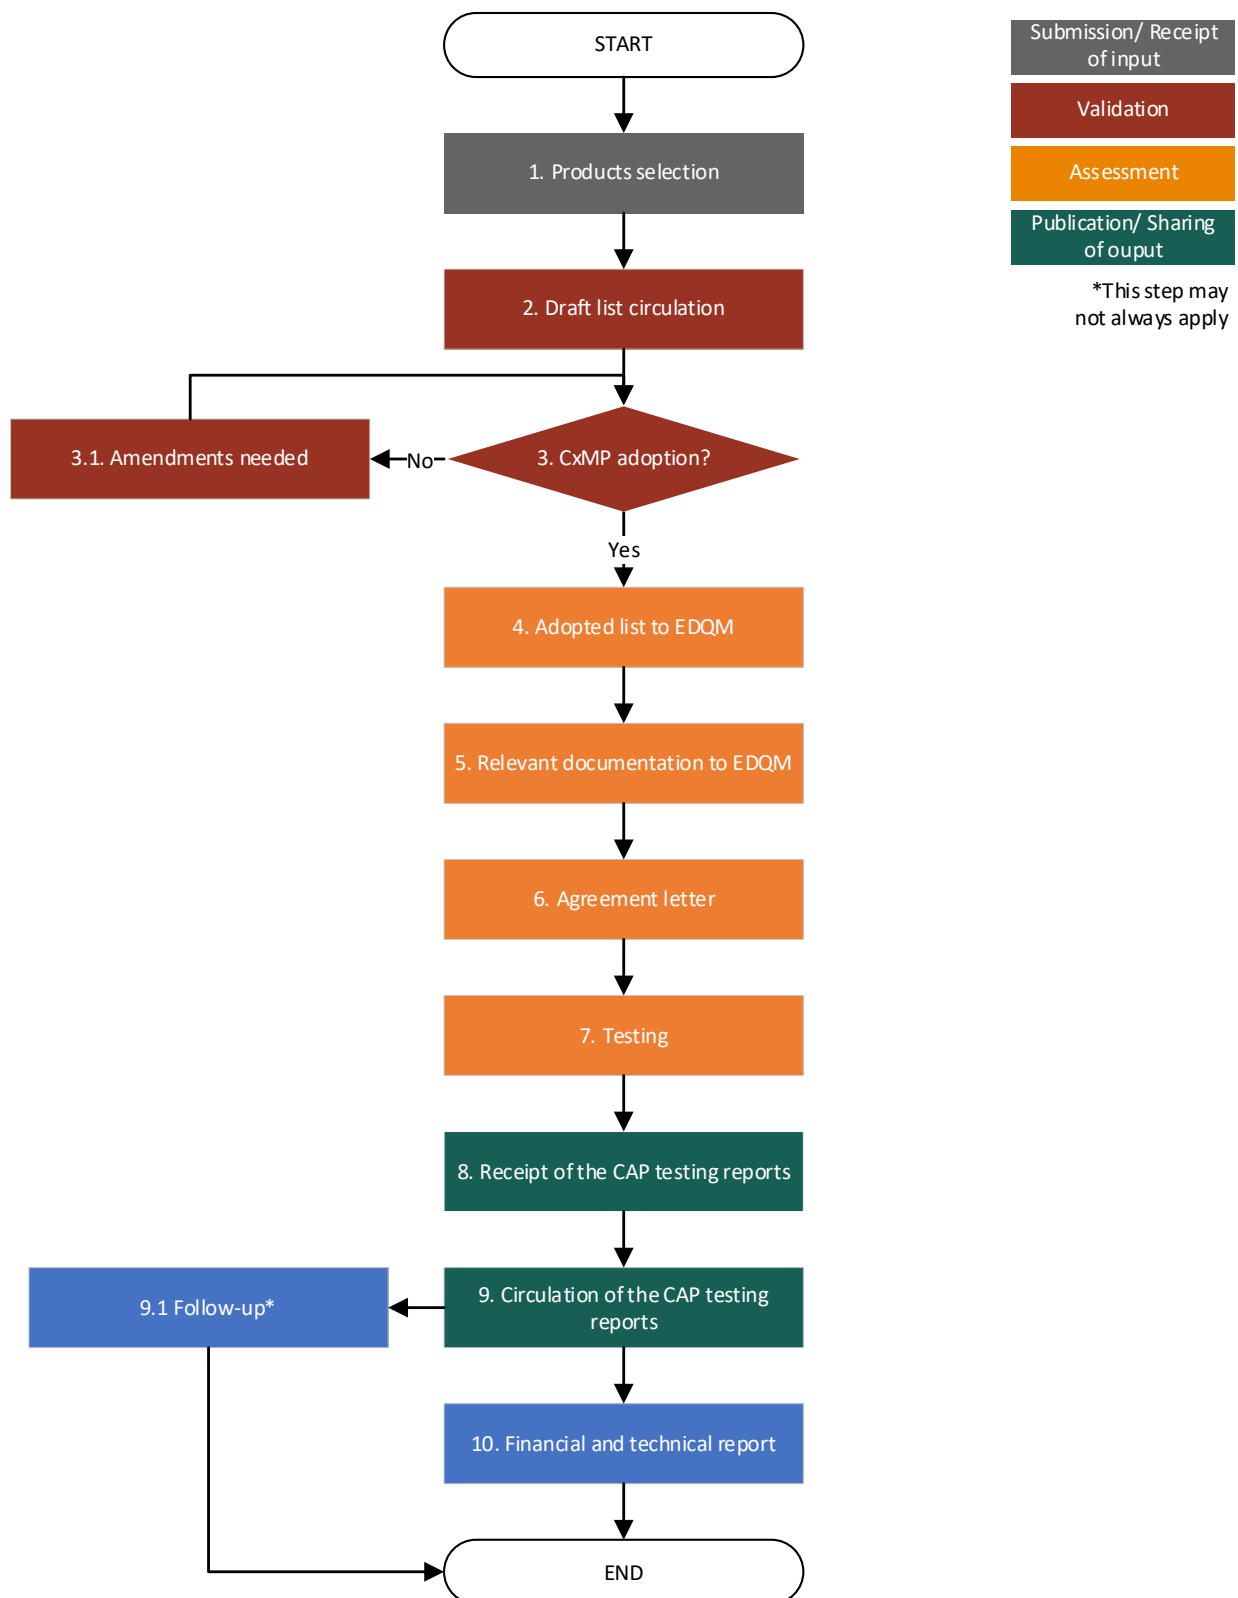 START
1. Products selection
2. Draft list circulation
3.1. Amendments needed
No
3. CxMP adoption?
Yes
4. Adopted list to EDQM
5. Relevant documentation to EDQM
6. Agreement letter
7. Testing
8. Receipt of the CAP testing reports
9.1 Follow-up*
9. Circulation of the CAP testing
reports
10. Financial and technical report
END
Submission/ Receipt
of input
Validation
Assessment
Publication/ Sharing
of ouput
*This step may
not always apply